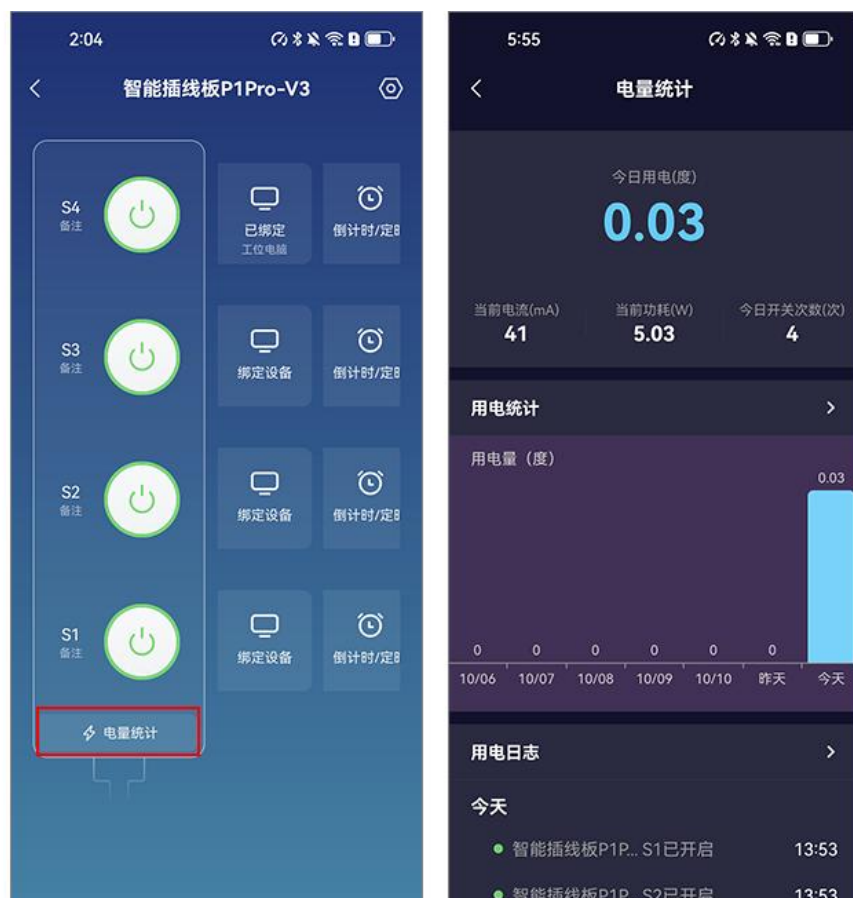 2:04
智能插线板P1Pro-V3
S4
备注
已绑定
工位电脑
倒计时/定时
S3
备注
绑定设备
倒计时/定时
S2
备注
绑定设备
倒计时/定时
S1
备注
绑定设备
倒计时/定时
电量统计
5:55
电量统计
今日用电(度)
0.03
当前电流(mA) 当前功耗(W) 今日开关次数(次)
41 5.03 4
用电统计
用电量（度）
0.03
0 0 0 0 0 0
10/06 10/07 10/08 10/09 10/10 昨天 今天
用电日志
今天
智能插线板P1P... S1已开启 13:53
智能插线板P1P... S2已开启 13:53